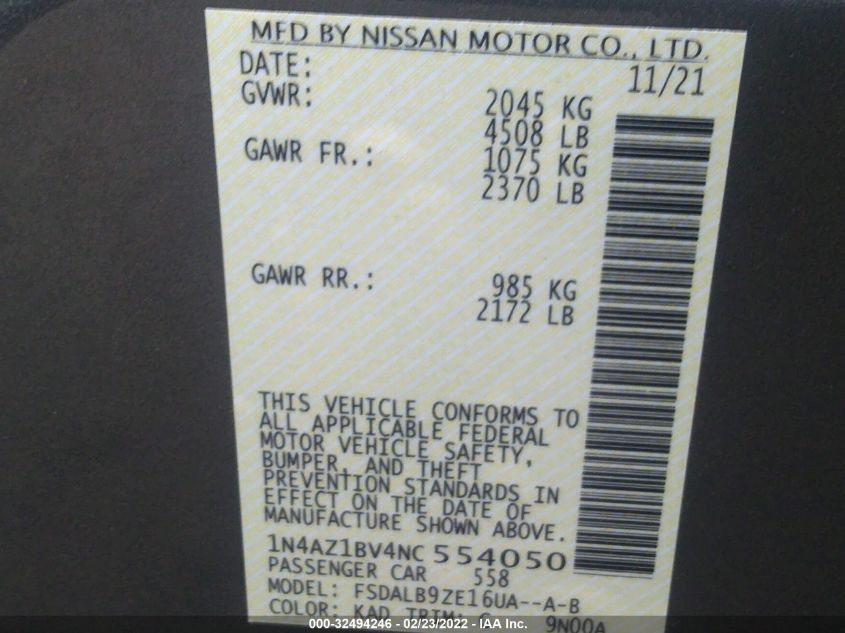 MFD BY NISSAN MOTOR CO., LTD.
DATE: 11/21
GVWR: 2045 KG
4508 LB
GAWR FR.: 1075 KG
2370 LB
GAWR RR.: 985 KG
2172 LB
THIS VEHICLE CONFORMS TO
ALL APPLICABLE FEDERAL
MOTOR VEHICLE SAFETY,
BUMPER, AND THEFT
PREVENTION STANDARDS IN
EFFECT ON THE DATE OF
MANUFACTURE SHOWN ABOVE.
1N4AZ1BV4NC554050
PASSENGER CAR 558
MODEL: FSDALB9ZE16UA--A-B
COLOR: KAD TRIM: 9N00A
000-32494246 - 02/23/2022 - IAAI Inc.